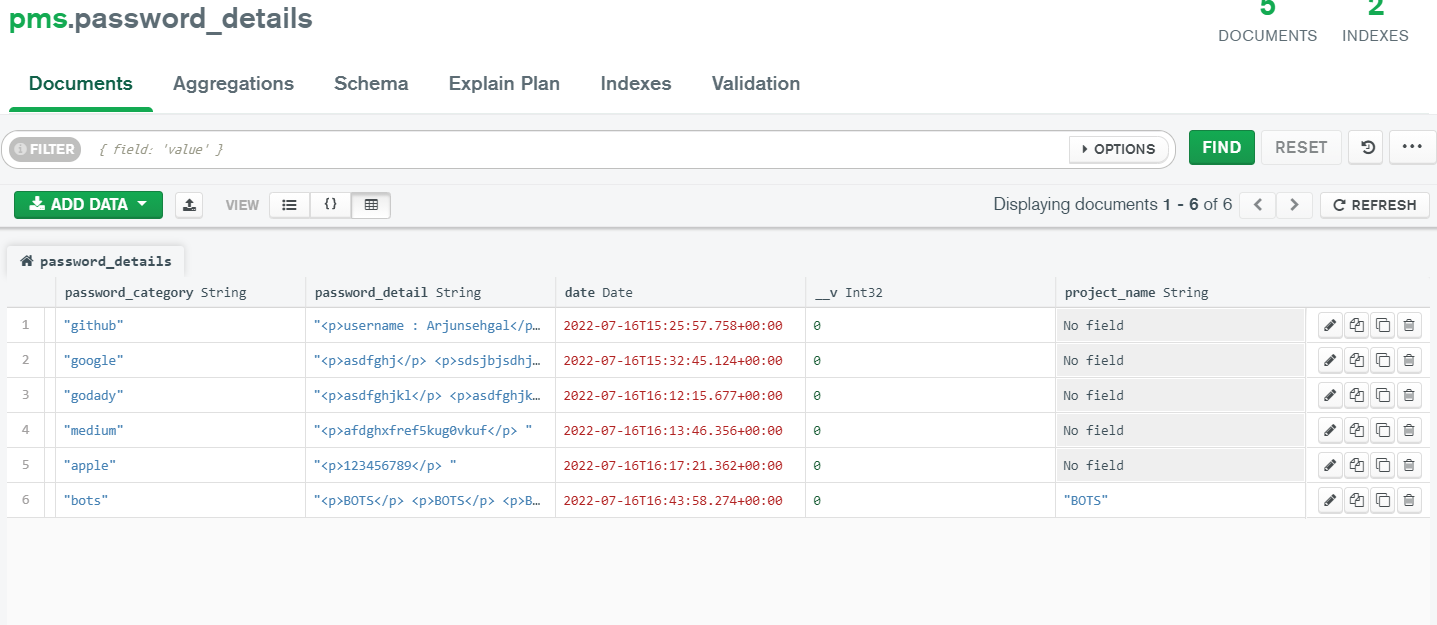 pms.password_details
5 2
DOCUMENTS INDEXES
Documents Aggregations Schema Explain Plan Indexes Validation
FILTER { field: 'value' } OPTIONS FIND RESET
ADD DATA VIEW Displaying documents 1 - 6 of 6 REFRESH
password_details
password_category String password_detail String date Date __v Int32 project_name String
1 "github" "<p>username : Arjunsehgal</p… 2022-07-16T15:25:57.758+00:00 0 No field
2 "google" "<p>asdfghj</p> <p>sdsjbjsdhj… 2022-07-16T15:32:45.124+00:00 0 No field
3 "godady" "<p>asdfghjkl</p> <p>asdfghjk… 2022-07-16T16:12:15.677+00:00 0 No field
4 "medium" "<p>afdghxfref5kug0vkuf</p> " 2022-07-16T16:13:46.356+00:00 0 No field
5 "apple" "<p>123456789</p> " 2022-07-16T16:17:21.362+00:00 0 No field
6 "bots" "<p>BOTS</p> <p>BOTS</p> <p>B… 2022-07-16T16:43:58.274+00:00 0 "BOTS"